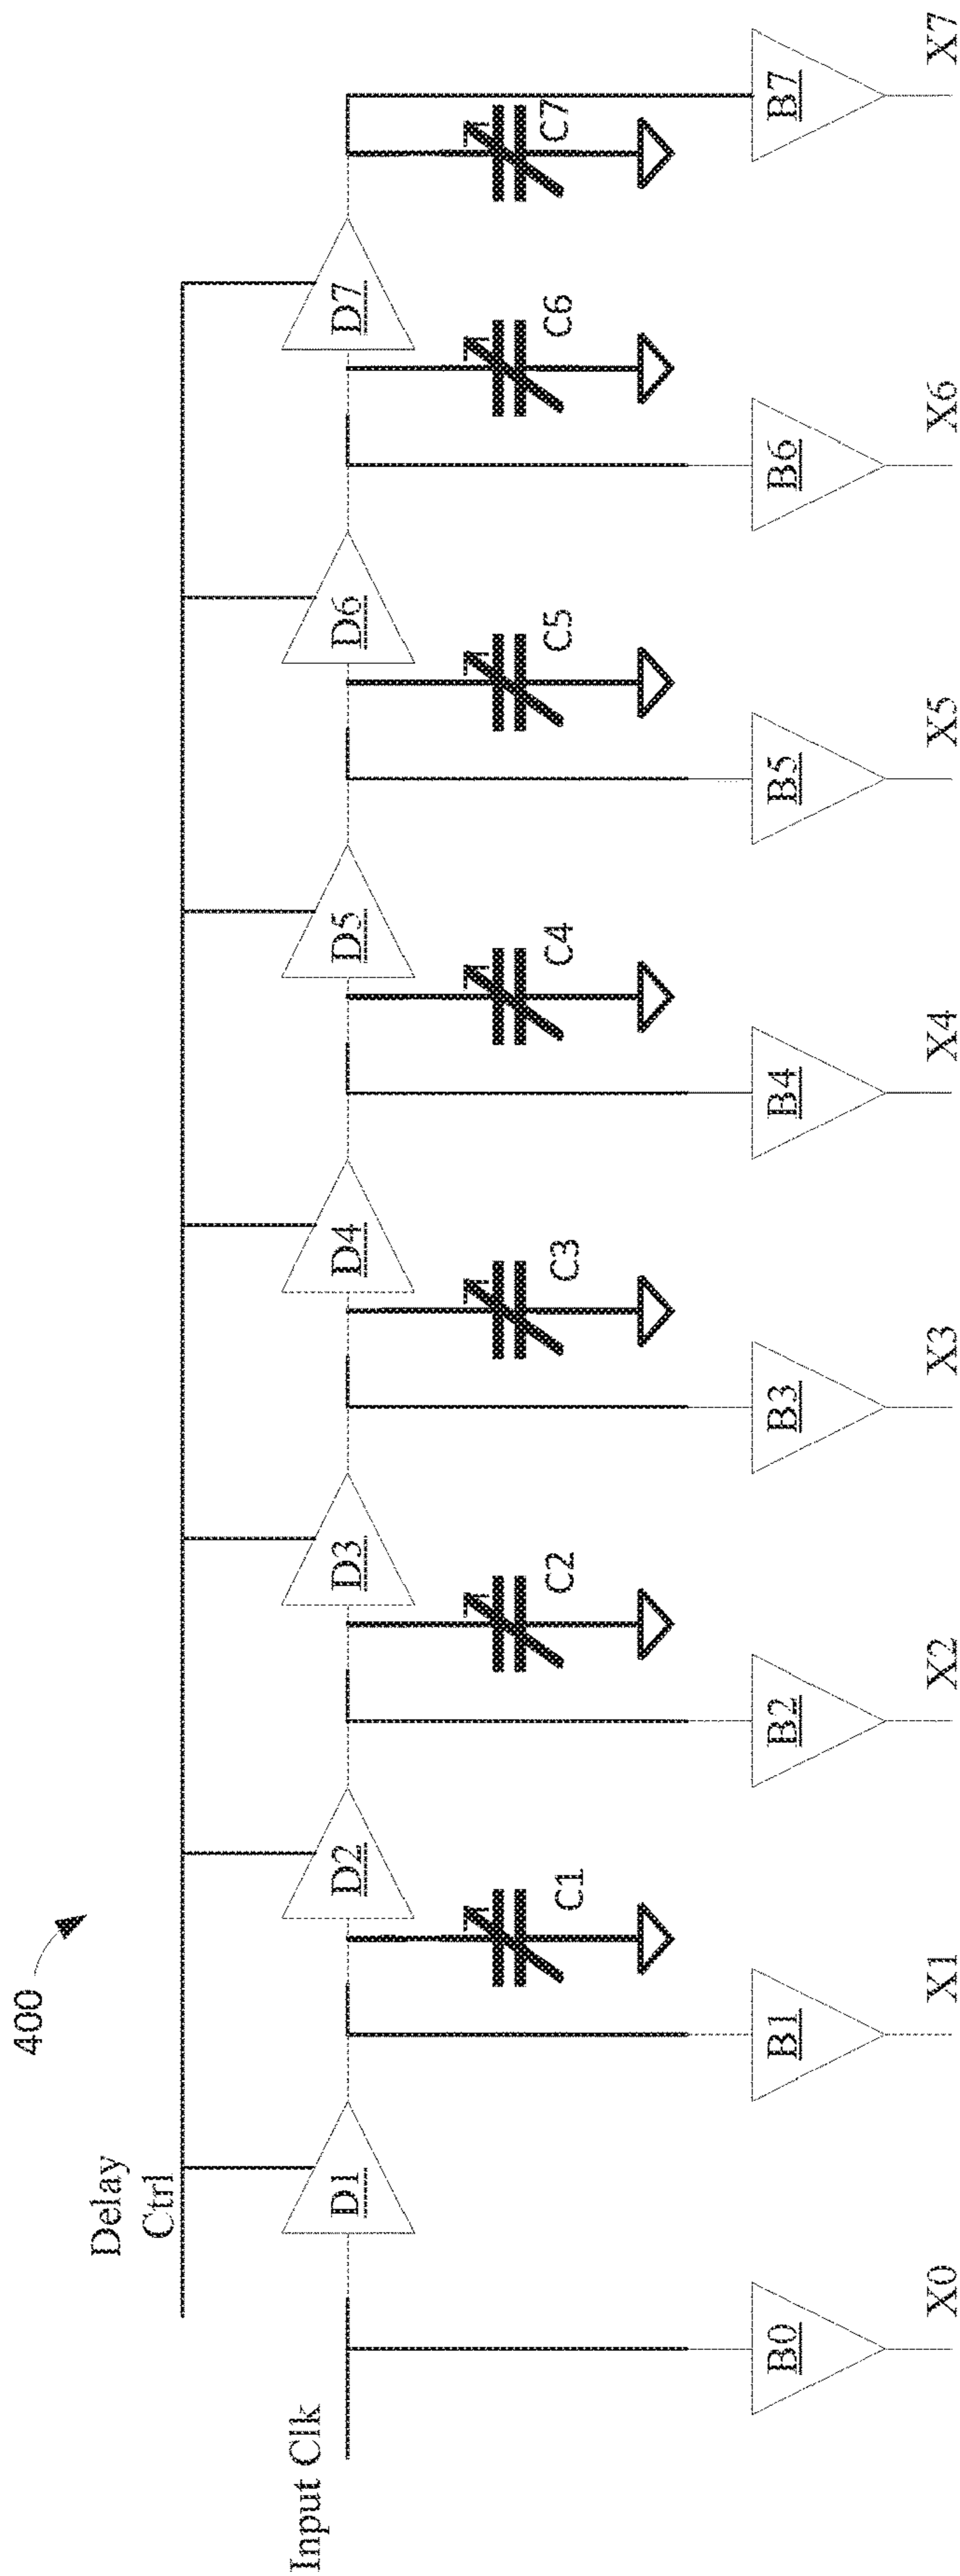 400
Delay
Ctrl
Input Clk
D1
D2
D3
D4
D5
D6
D7
C1
C2
C3
C4
C5
C6
C7
B0
B1
B2
B3
B4
B5
B6
B7
X0
X1
X2
X3
X4
X5
X6
X7